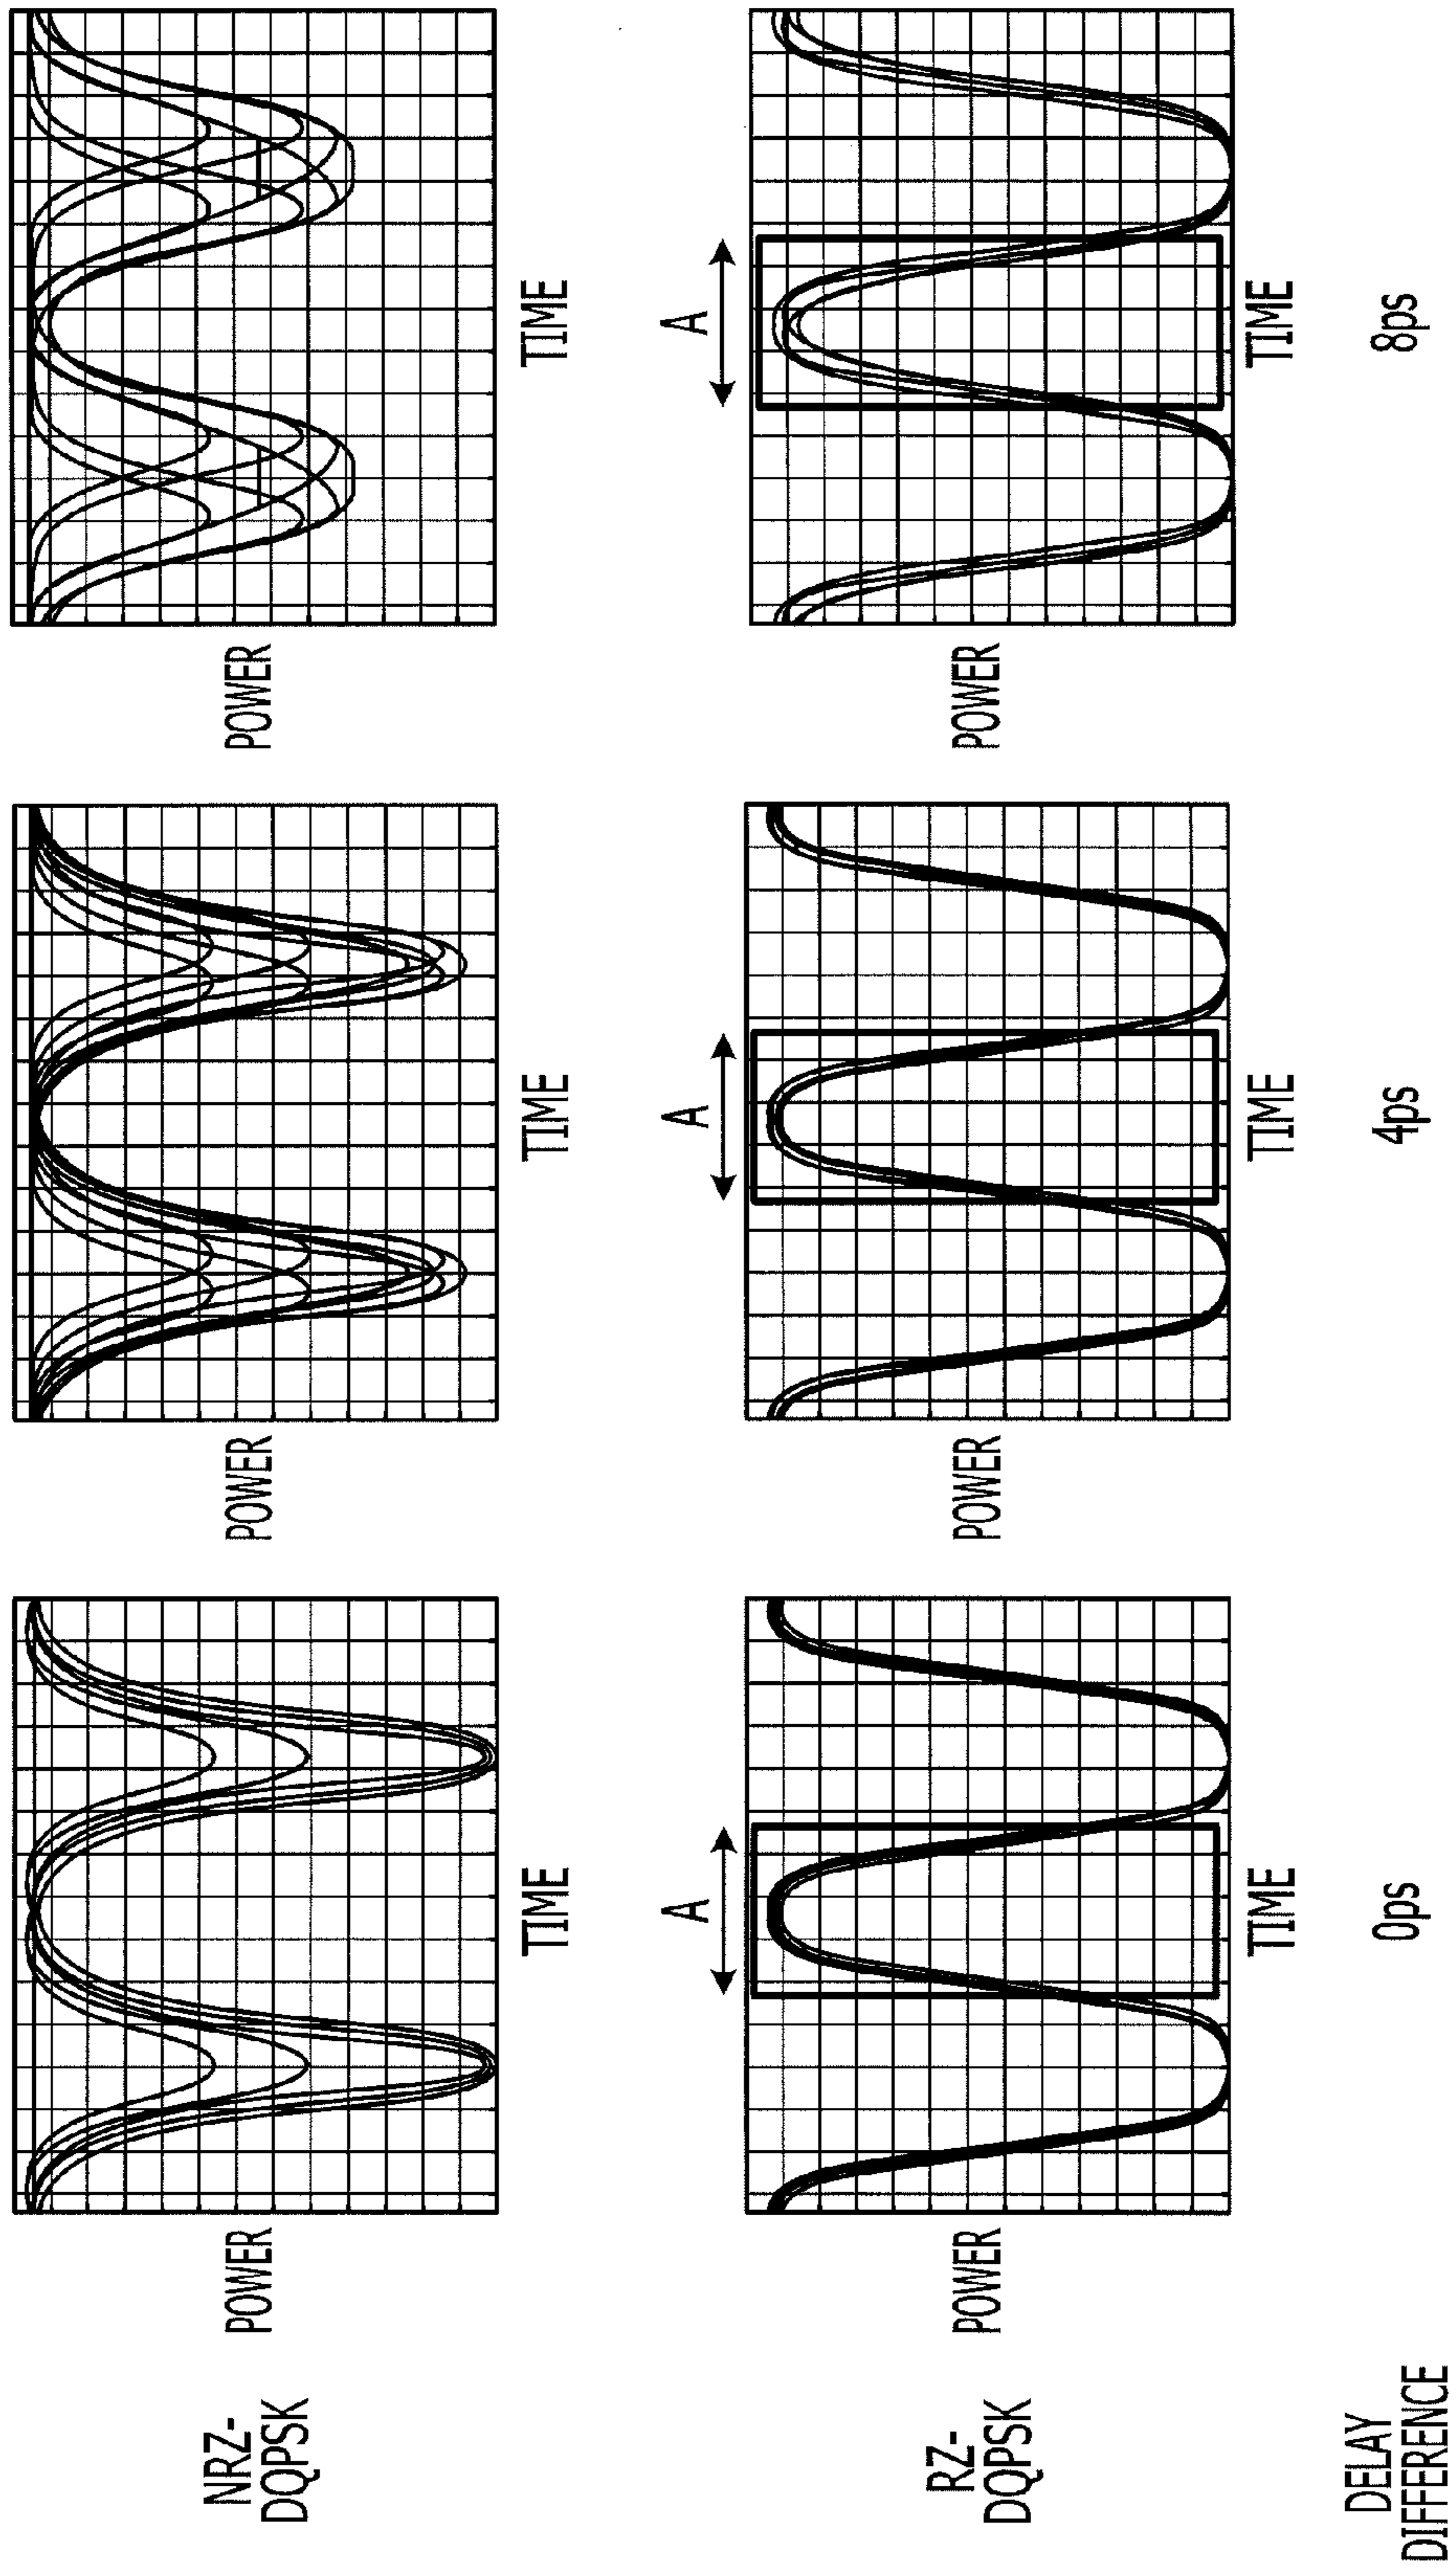 NRZ-
DQPSK
POWER
TIME
POWER
TIME
POWER
TIME
RZ-
DQPSK
POWER
A
TIME
POWER
A
TIME
POWER
A
TIME
DELAY
DIFFERENCE
0ps
4ps
8ps